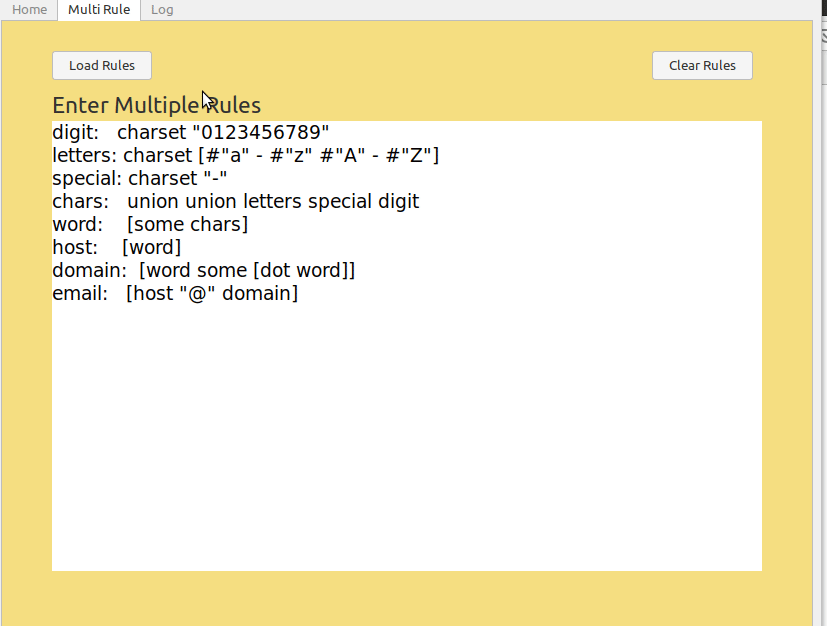 Home Multi Rule Log
Load Rules Clear Rules
Enter Multiple Rules
digit:   charset "0123456789"
letters: charset [#"a" - #"z" #"A" - #"Z"]
special: charset "-"
chars:   union union letters special digit
word:    [some chars]
host:    [word]
domain:  [word some [dot word]]
email:   [host "@" domain]